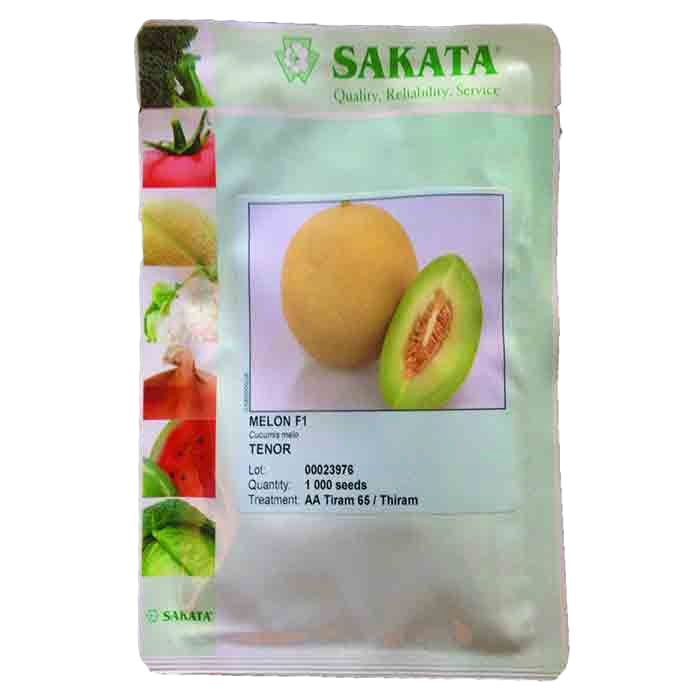 SAKATA®
Quality, Reliability, Service
MELON F1
Cucumis melo
TENOR
Lot: 00023976
Quantity: 1 000 seeds
Treatment: AA Tiram 65 / Thiram
SAKATA®